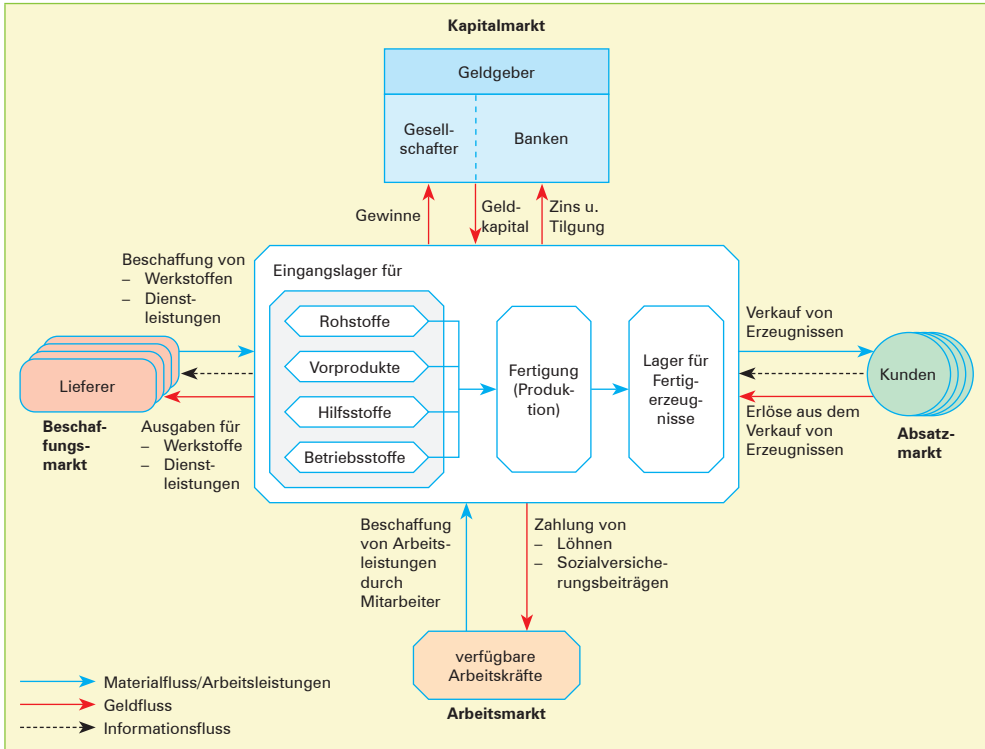 Kapitalmarkt
Geldgeber
Gesell-
schafter
Banken
Gewinne
Geld-
kapital
Zins u.
Tilgung
Beschaffung von
– Werkstoffen
– Dienst-
leistungen
Eingangslager für
Rohstoffe
Vorprodukte
Hilfsstoffe
Betriebsstoffe
Fertigung
(Produk-
tion)
Lager für
Fertig-
erzeug-
nisse
Verkauf von
Erzeugnissen
Lieferer
Kunden
Beschaf-
fungs-
markt
Ausgaben für
– Werkstoffe
– Dienst-
leistungen
Erlöse aus dem
Verkauf von
Erzeugnissen
Absatz-
markt
Beschaffung
von Arbeits-
leistungen
durch
Mitarbeiter
Zahlung von
– Löhnen
– Sozialversiche-
rungsbeiträgen
verfügbare
Arbeitskräfte
Arbeitsmarkt
Materialfluss/Arbeitsleistungen
Geldfluss
Informationsfluss